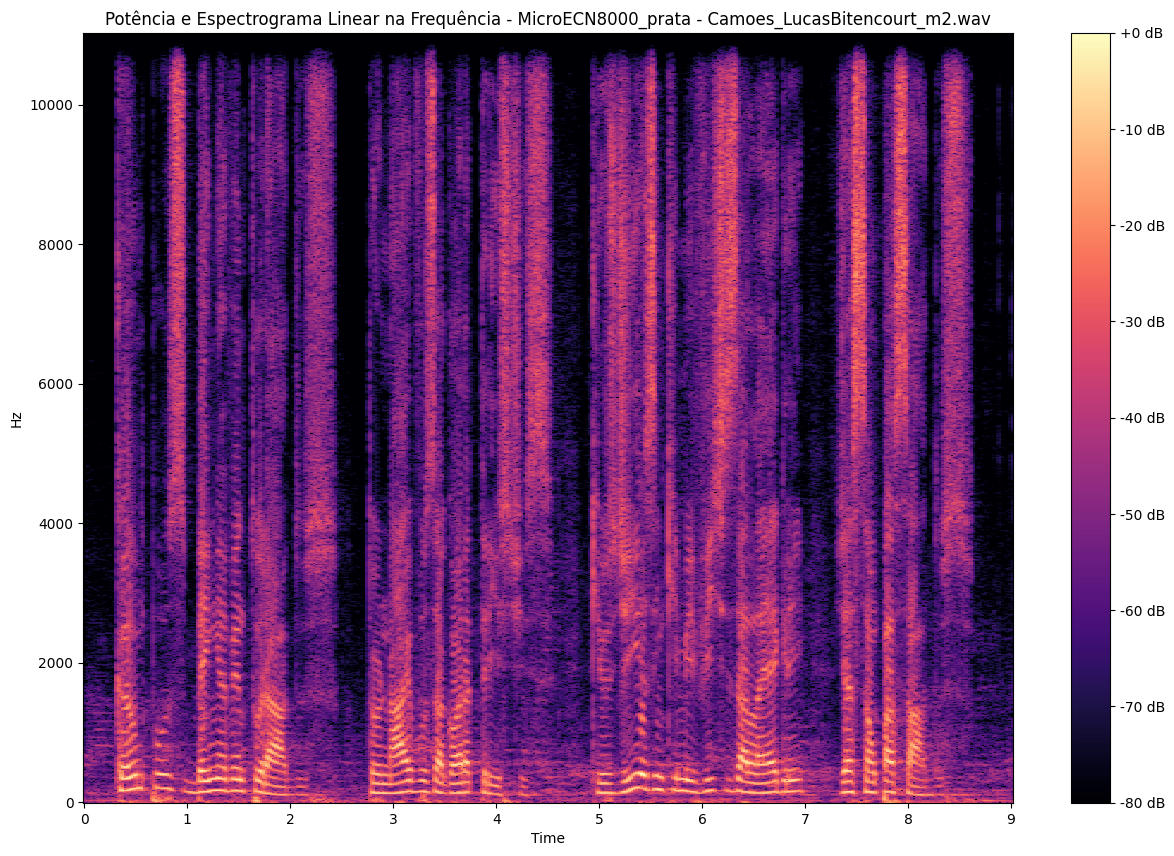 Potência e Espectrograma Linear na Frequência - MicroECN8000_prata - Camoes_LucasBitencourt_m2.wav
+0 dB
-10 dB
-20 dB
-30 dB
-40 dB
-50 dB
-60 dB
-70 dB
-80 dB
10000
8000
6000
4000
2000
0
Hz
0 1 2 3 4 5 6 7 8 9
Time